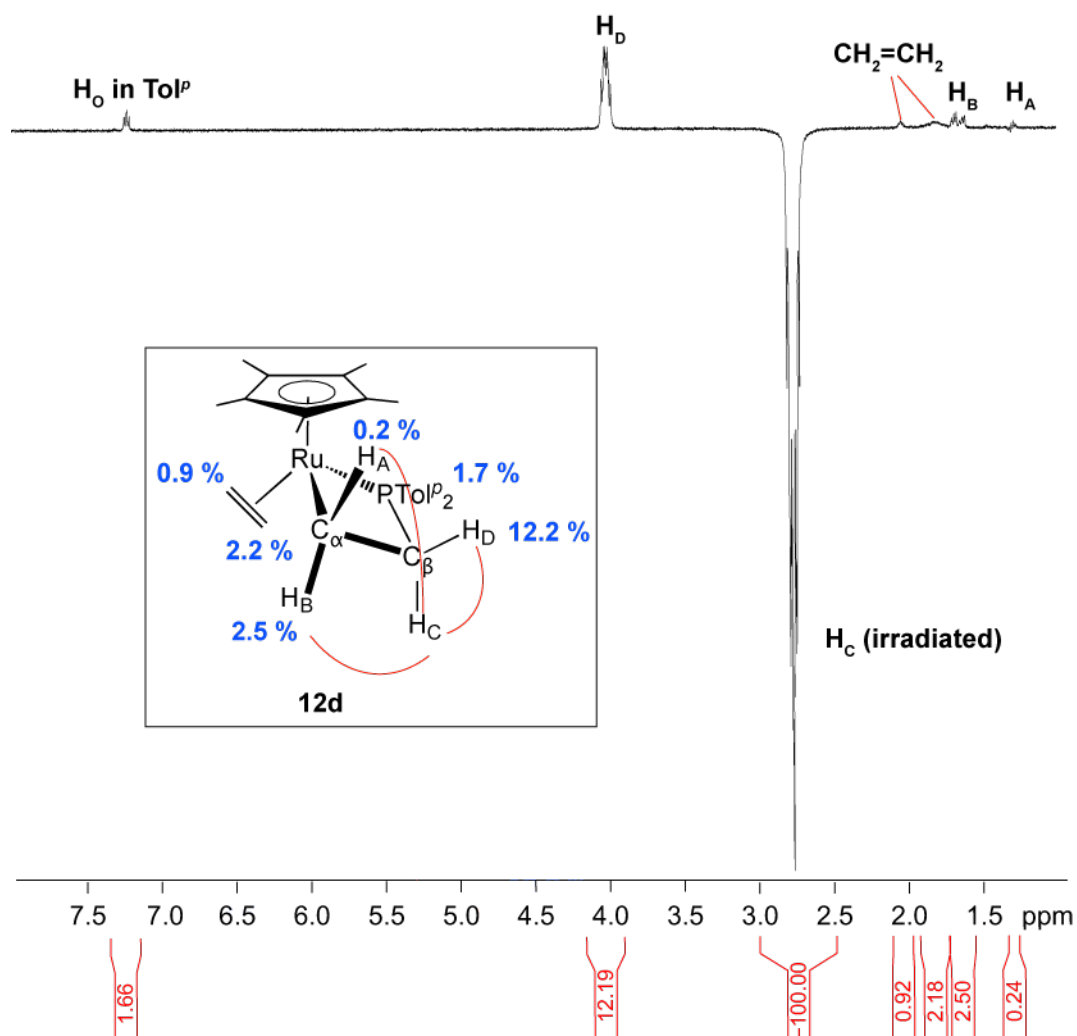 H_D
CH₂=CH₂
H_O in Tol^p
H_B
H_A
0.2 %
Ru
H_A
1.7 %
0.9 %
PTol^p₂
H_D
12.2 %
C_α
2.2 %
C_β
H_B
H_C
2.5 %
12d
H_C (irradiated)
7.5 7.0 6.5 6.0 5.5 5.0 4.5 4.0 3.5 3.0 2.5 2.0 1.5 ppm
1.66 12.19 -100.00 0.92 2.18 2.50 0.24